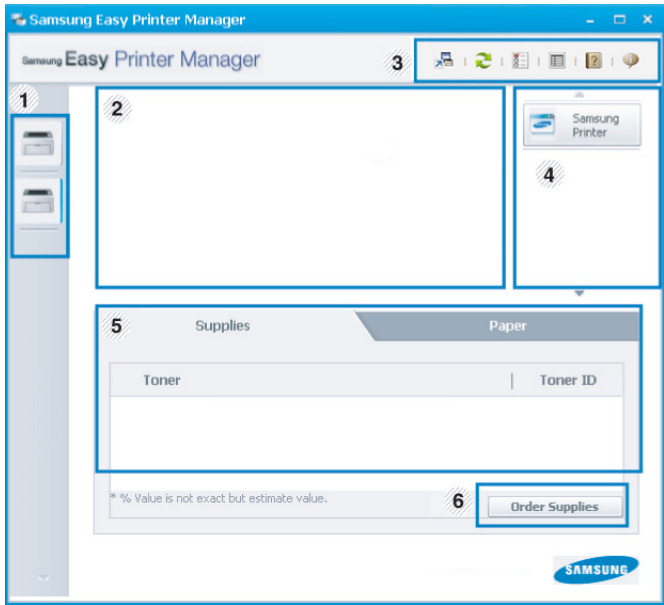 Samsung Easy Printer Manager
Samsung Easy Printer Manager
3
1
2
Samsung
Printer
4
5
Supplies
Paper
Toner
Toner ID
* % Value is not exact but estimate value.
6
Order Supplies
SAMSUNG